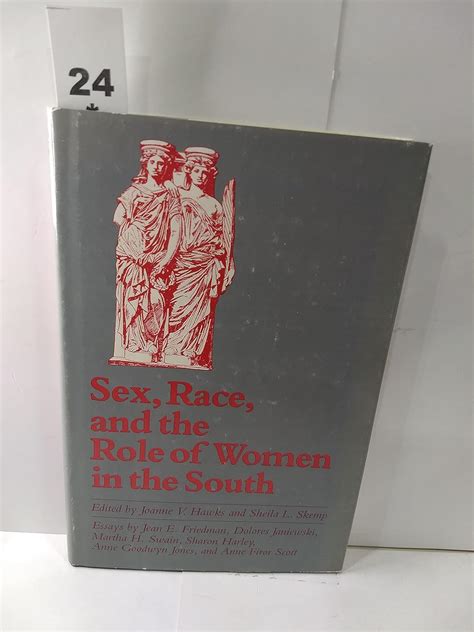 24
*
Sex, Race,
and the
Role of Women
in the South
Edited by Joanne V. Hawks and Sheila L. Skemp
Essays by Jean E. Friedman, Dolores Janiewski,
Martha H. Swain, Sharon Harley,
Anne Goodwyn Jones, and Anne Firor Scott